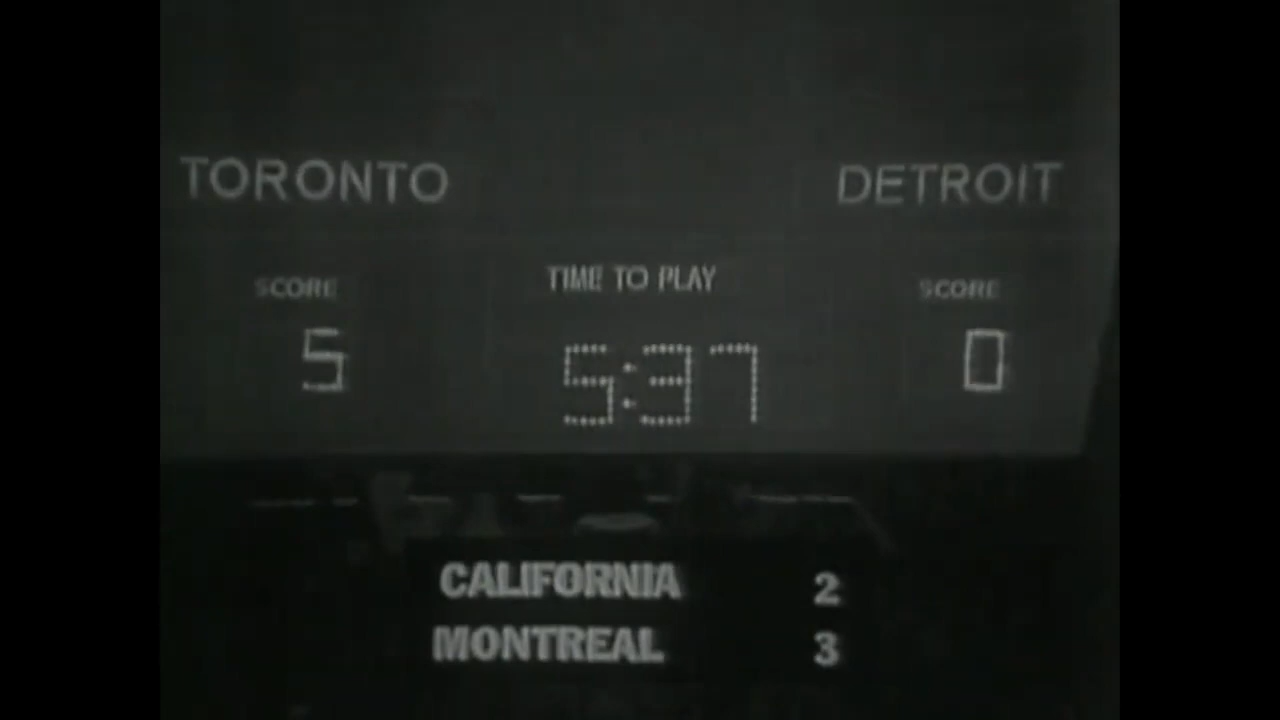 TORONTO DETROIT
SCORE TIME TO PLAY SCORE
5 5:37 0
CALIFORNIA 2
MONTREAL 3